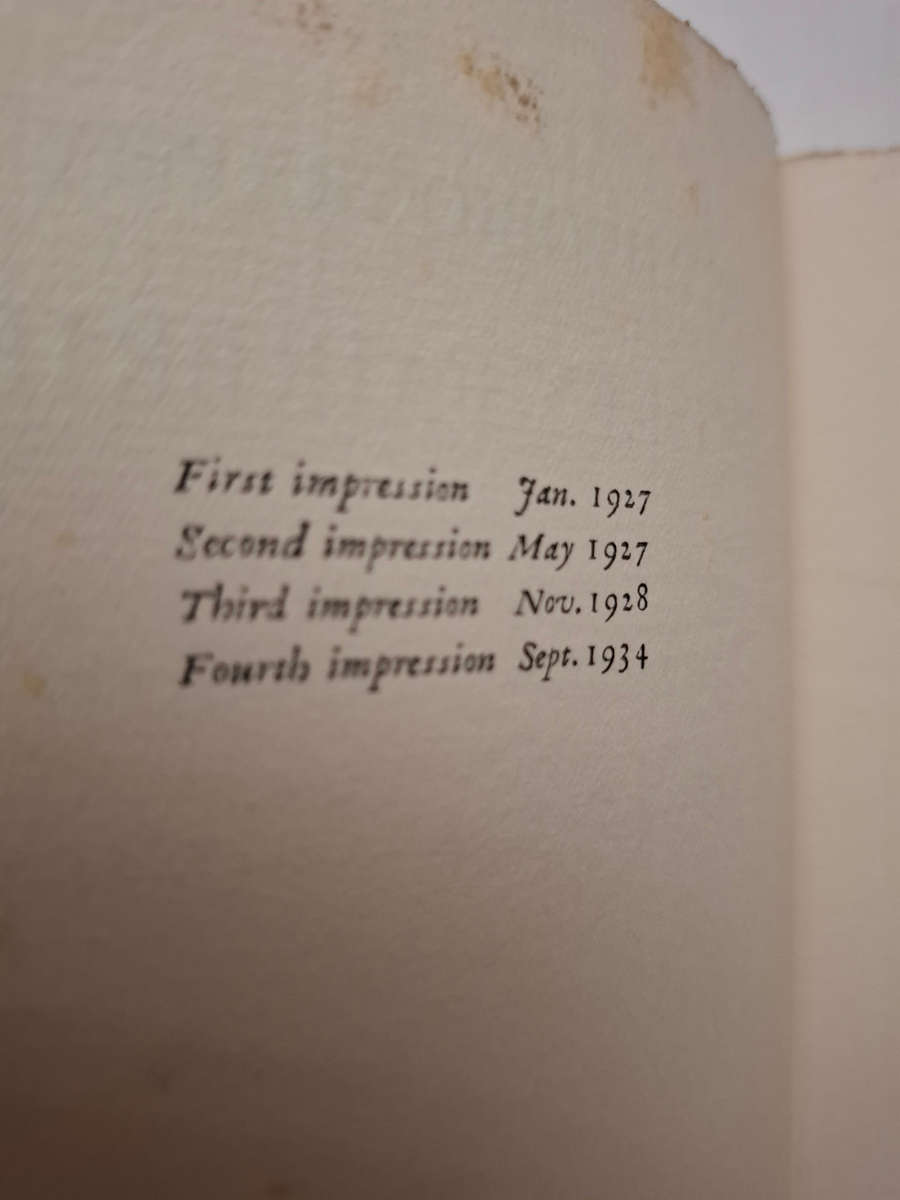 First impression Jan. 1927
Second impression May 1927
Third impression Nov. 1928
Fourth impression Sept. 1934